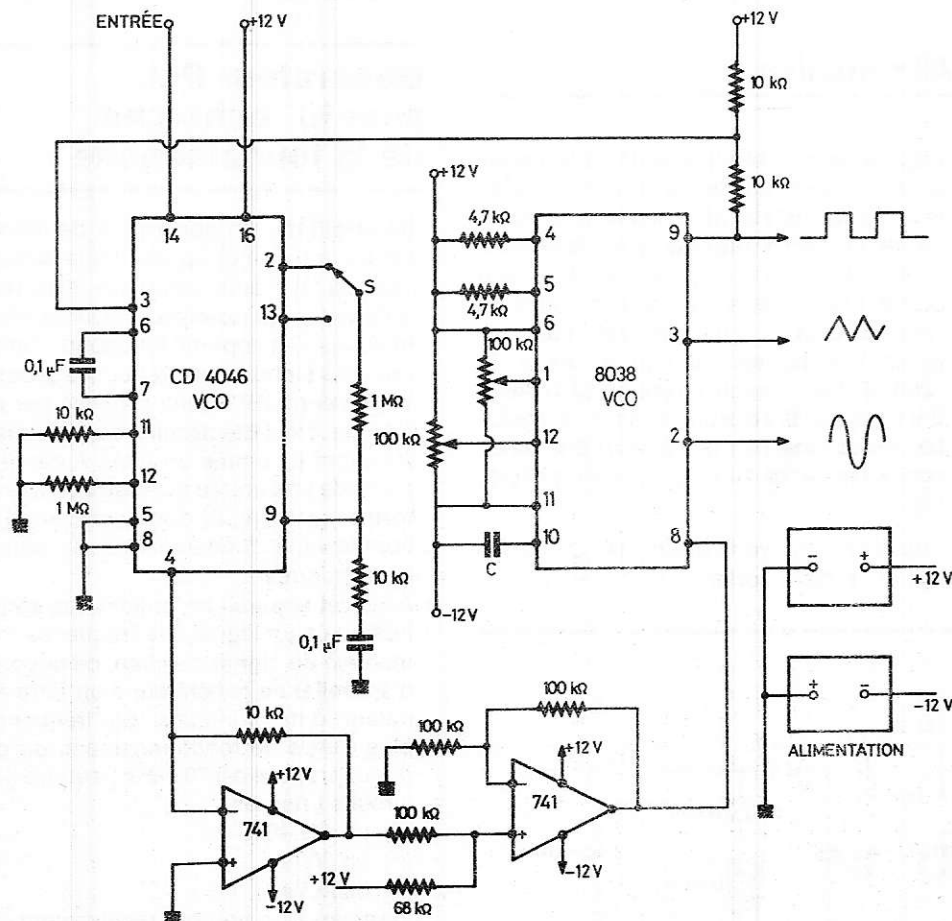 ENTRÉE
+12 V
+12 V
10 kΩ
10 kΩ
+12 V
14
16
4,7 kΩ
4
9
2
S
5
4,7 kΩ
13
3
6
6
100 kΩ
3
0,1 µF
7
CD 4046
VCO
1 MΩ
1
8038
VCO
10 kΩ
11
100 kΩ
12
2
12
1 MΩ
11
5
9
8
10
8
4
C
10 kΩ
- +
+12 V
-12 V
0,1 µF
+ -
-12 V
10 kΩ
100 kΩ
100 kΩ
ALIMENTATION
+12 V
+12 V
-
741
+
-
741
+
100 kΩ
+12 V
68 kΩ
-12 V
-12 V